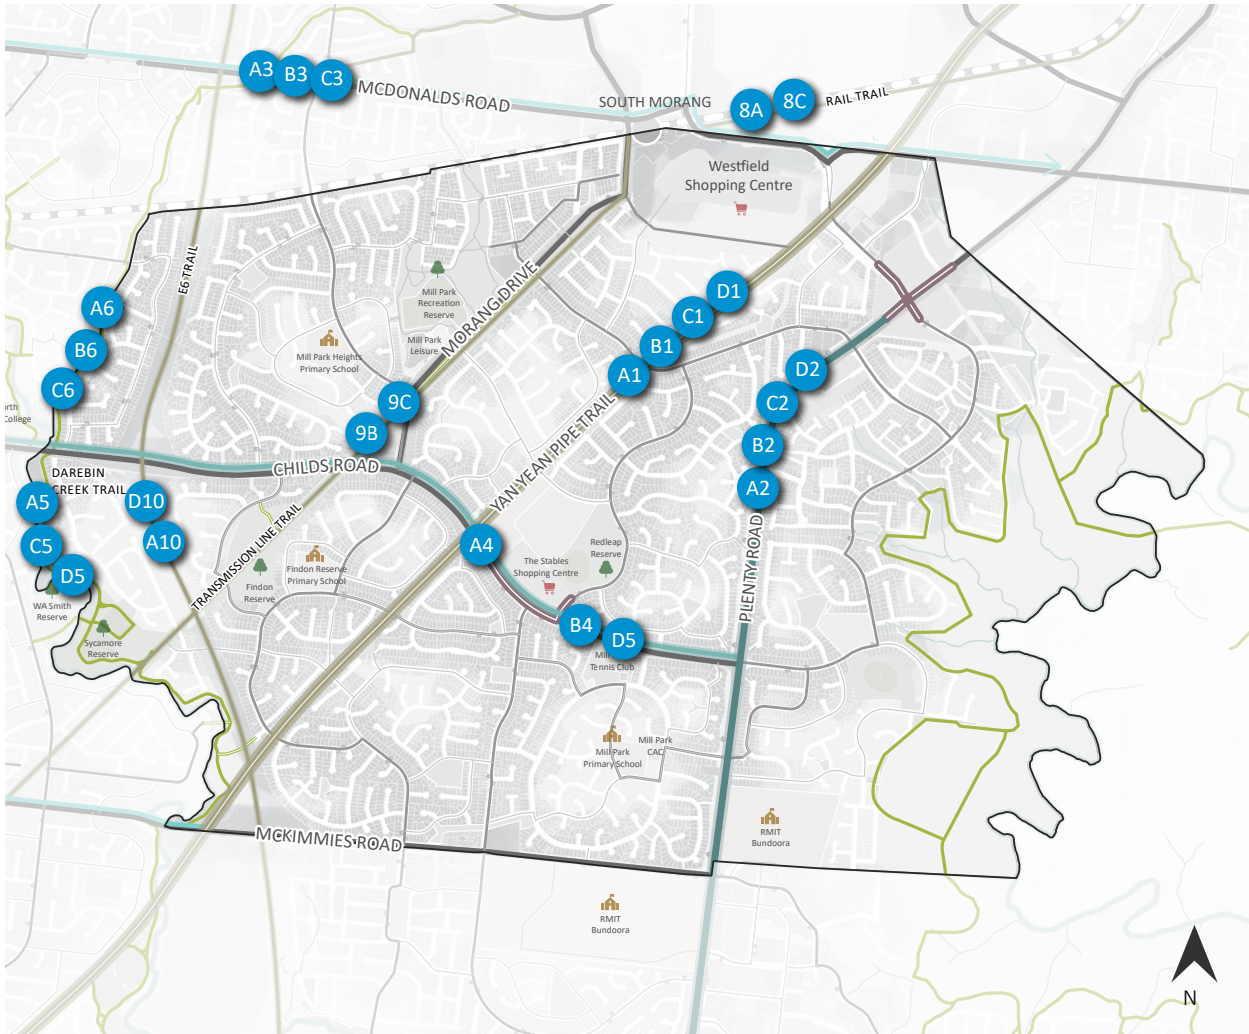 A3
B3
C3
MCDONALDS ROAD
SOUTH MORANG
8A
8C
RAIL TRAIL
Westfield
Shopping Centre
E6 TRAIL
Mill Park
Recreation
Reserve
Mill Park
Leisure
MORANG DRIVE
Mill Park Heights
Primary School
A6
B6
C6
College
D1
C1
B1
A1
D2
C2
B2
A2
9C
9B
YAN YEAN PIPE TRAIL
CHILDS ROAD
DAREBIN
CREEK TRAIL
A5
C5
D5
D10
A10
TRANSMISSION LINE TRAIL
WA Smith
Reserve
Sycamore
Reserve
Findon
Reserve
Findon Reserve
Primary School
A4
The Stables
Shopping Centre
Redleap
Reserve
B4
D5
Mill
Tennis Club
PLENTY ROAD
Mill Park
Primary School
Mill Park
CAC
RMIT
Bundoora
MCKIMMIES ROAD
RMIT
Bundoora
N